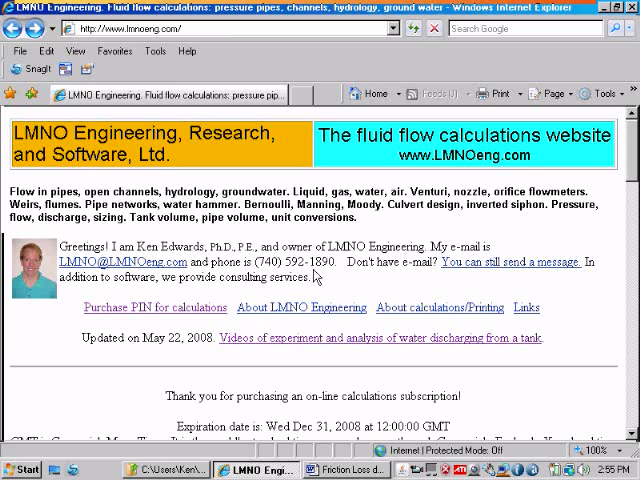 LMNO Engineering. Fluid flow calculations: pressure pipes, channels, hydrology, ground water - Windows Internet Explorer
http://www.lmnoeng.com/
Search Google
File Edit View Favorites Tools Help
SnagIt
LMNO Engineering. Fluid flow calculations: pressure pip...
Home Feeds (J) Print Page Tools
LMNO Engineering, Research,
and Software, Ltd.
The fluid flow calculations website
www.LMNOeng.com
Flow in pipes, open channels, hydrology, groundwater. Liquid, gas, water, air. Venturi, nozzle, orifice flowmeters.
Weirs, flumes. Pipe networks, water hammer. Bernoulli, Manning, Moody. Culvert design, inverted siphon. Pressure,
flow, discharge, sizing. Tank volume, pipe volume, unit conversions.
Greetings! I am Ken Edwards, Ph.D., P.E., and owner of LMNO Engineering. My e-mail is
LMNO@LMNOeng.com and phone is (740) 592-1890. Don't have e-mail? You can still send a message. In
addition to software, we provide consulting services.
Purchase PIN for calculations About LMNO Engineering About calculations/Printing Links
Updated on May 22, 2008. Videos of experiment and analysis of water discharging from a tank.
Thank you for purchasing an on-line calculations subscription!
Expiration date is: Wed Dec 31, 2008 at 12:00:00 GMT
Internet | Protected Mode: Off 100%
Start C:\Users\Ken\... LMNO Engi... Friction Loss d... 2:55 PM